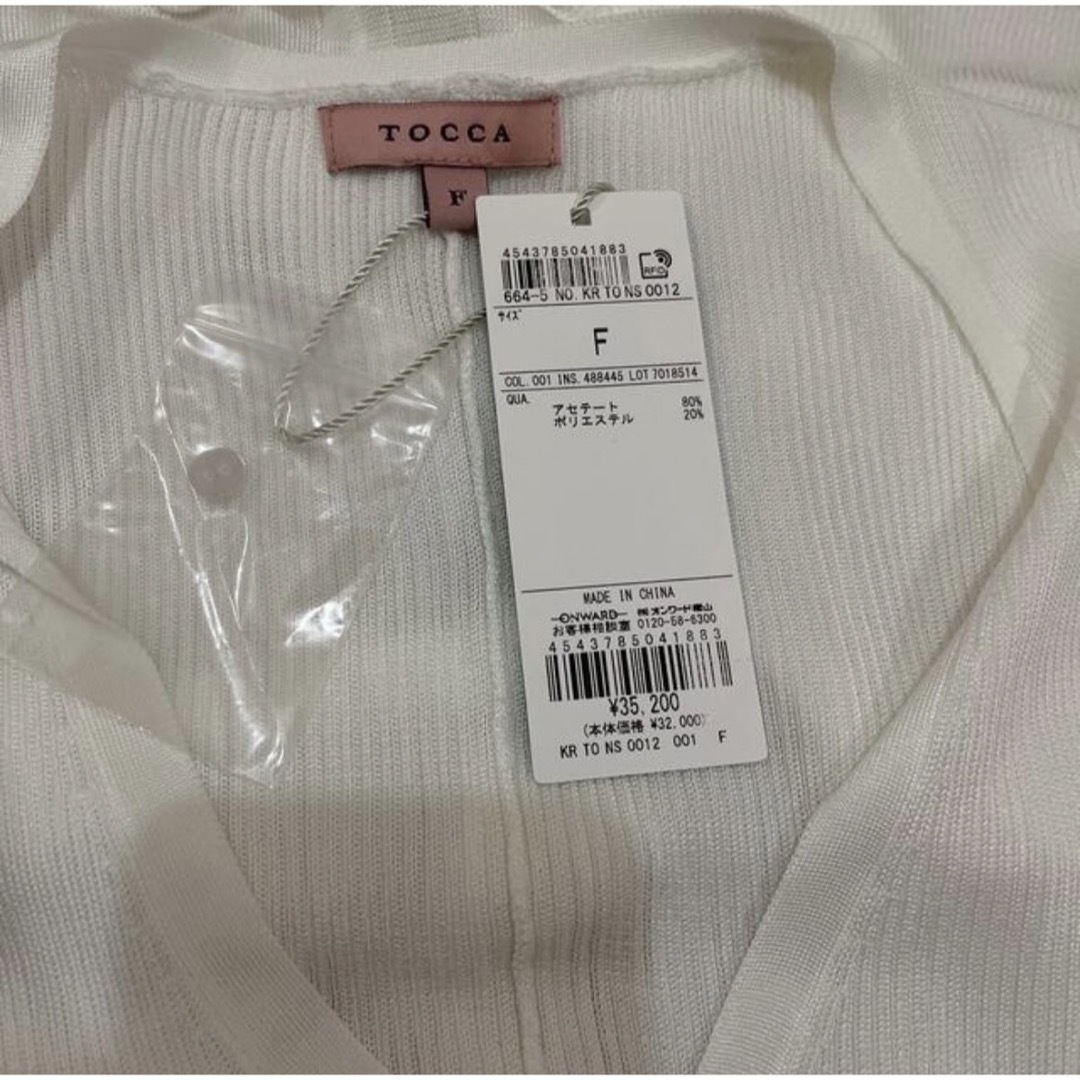 TOCCA
F
4543785041883
RFID
664-5 NO. KR TO NS 0012
サイズ
F
COL. 001 INS. 488445 LOT 7018514
QUA.
アセテート 80%
ポリエステル 20%
MADE IN CHINA
ONWARD ㈱オンワード樫山
お客様相談室 0120-58-6300
4543785041883
¥35,200
(本体価格 ¥32,000)
KR TO NS 0012 001 F